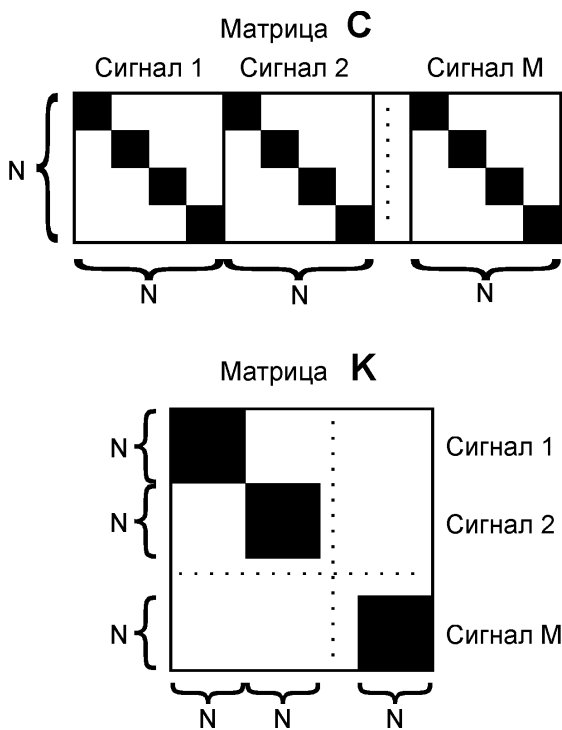 Матрица C
Сигнал 1 Сигнал 2 Сигнал М
N
N N N
Матрица K
N Сигнал 1
N Сигнал 2
N Сигнал М
N N N